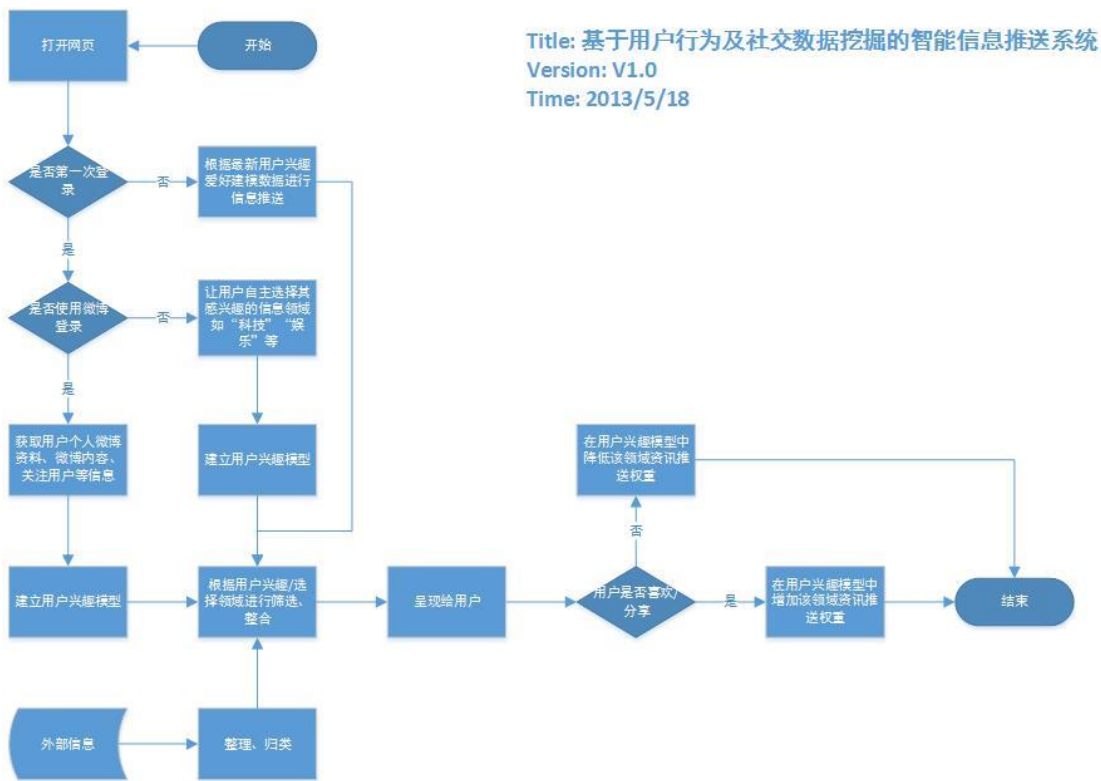 打开网页
开始
Title: 基于用户行为及社交数据挖掘的智能信息推送系统
Version: V1.0
Time: 2013/5/18
是否第一次登
录
否
根据最新用户兴趣
爱好建模数据进行
信息推送
是
是否使用微博
登录
否
让用户自主选择其
感兴趣的信息领域
如“科技”“娱
乐”等
是
获取用户个人微博
资料、微博内容、
关注用户等信息
建立用户兴趣模型
在用户兴趣模型中
降低该领域资讯推
送权重
否
建立用户兴趣模型
根据用户兴趣/选
择领域进行筛选、
整合
呈现给用户
用户是否喜欢/
分享
是
在用户兴趣模型中
增加该领域资讯推
送权重
结束
外部信息
整理、归类